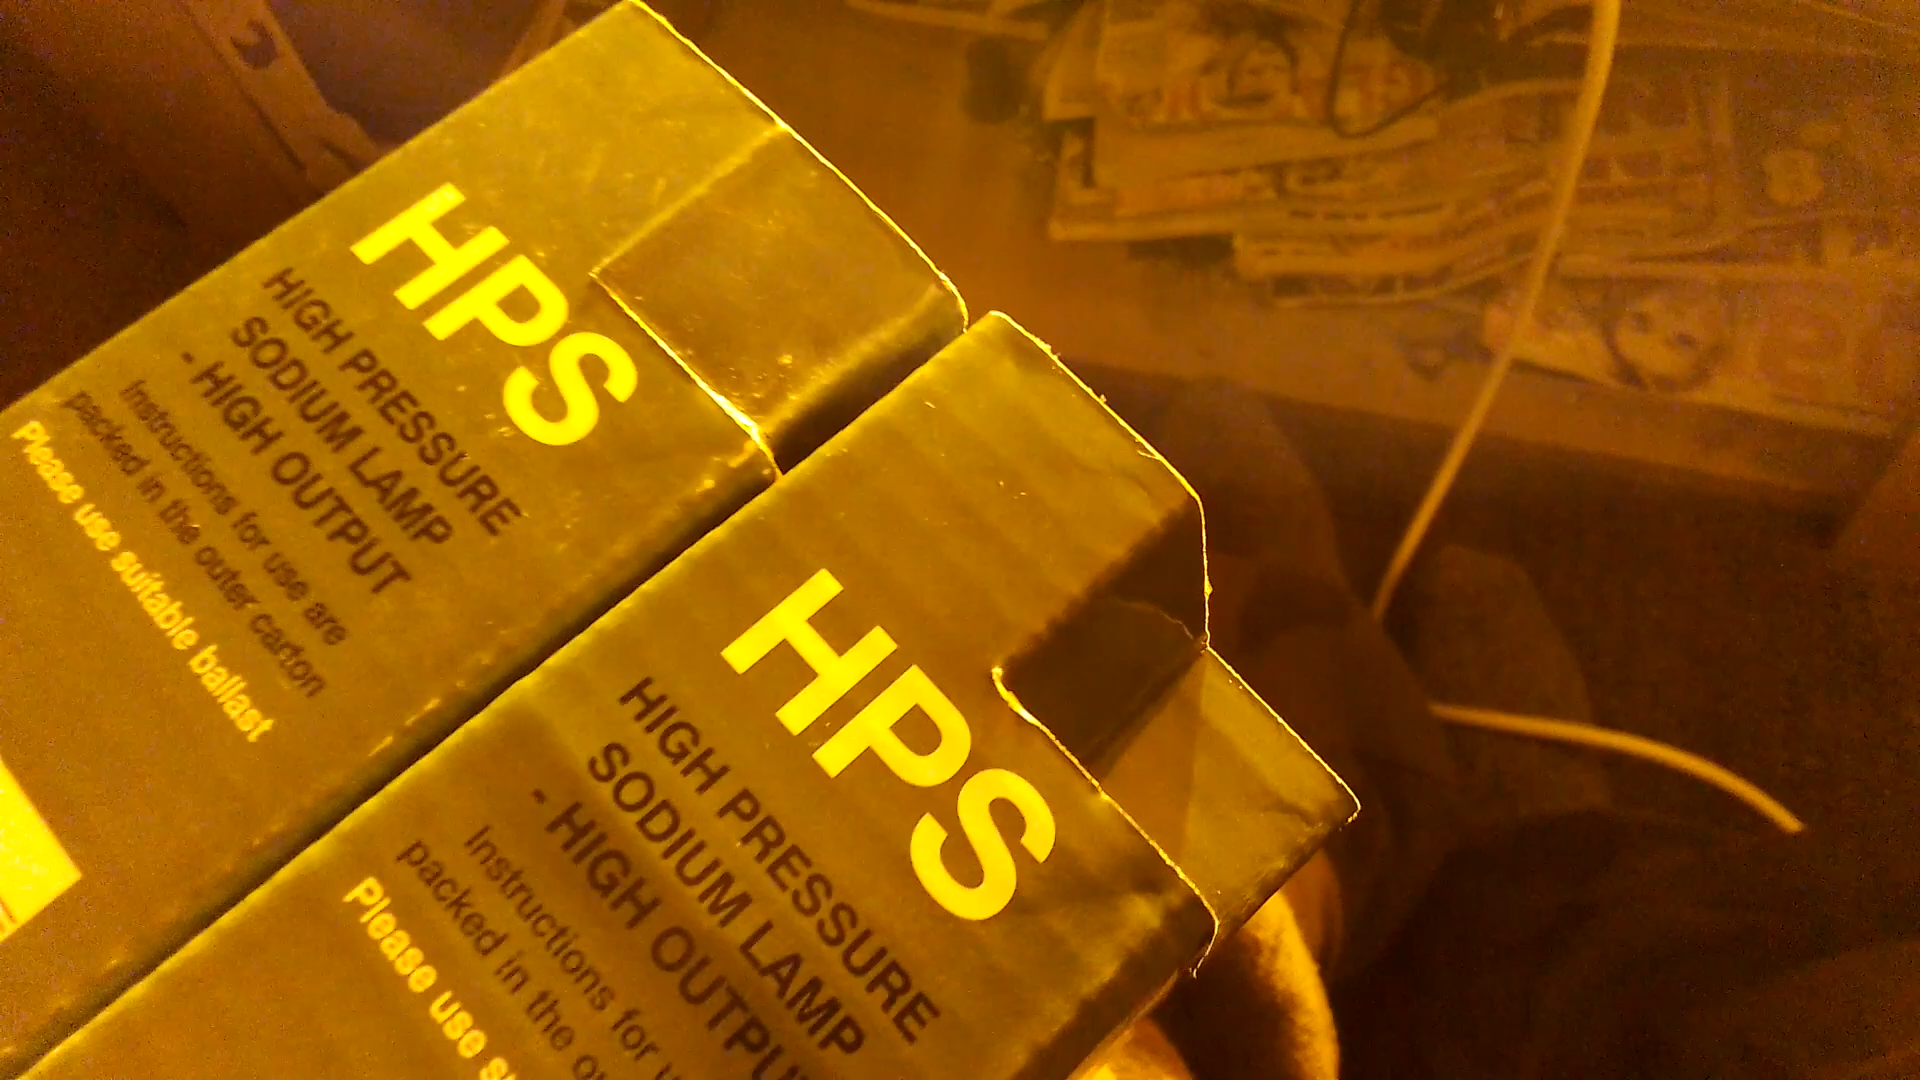 HPS
HIGH PRESSURE
SODIUM LAMP
- HIGH OUTPUT
Instructions for use are
packed in the outer carton
Please use suitable ballast
HPS
HIGH PRESSURE
SODIUM LAMP
- HIGH OUTPU
Instructions for
packed in the
Please use
2